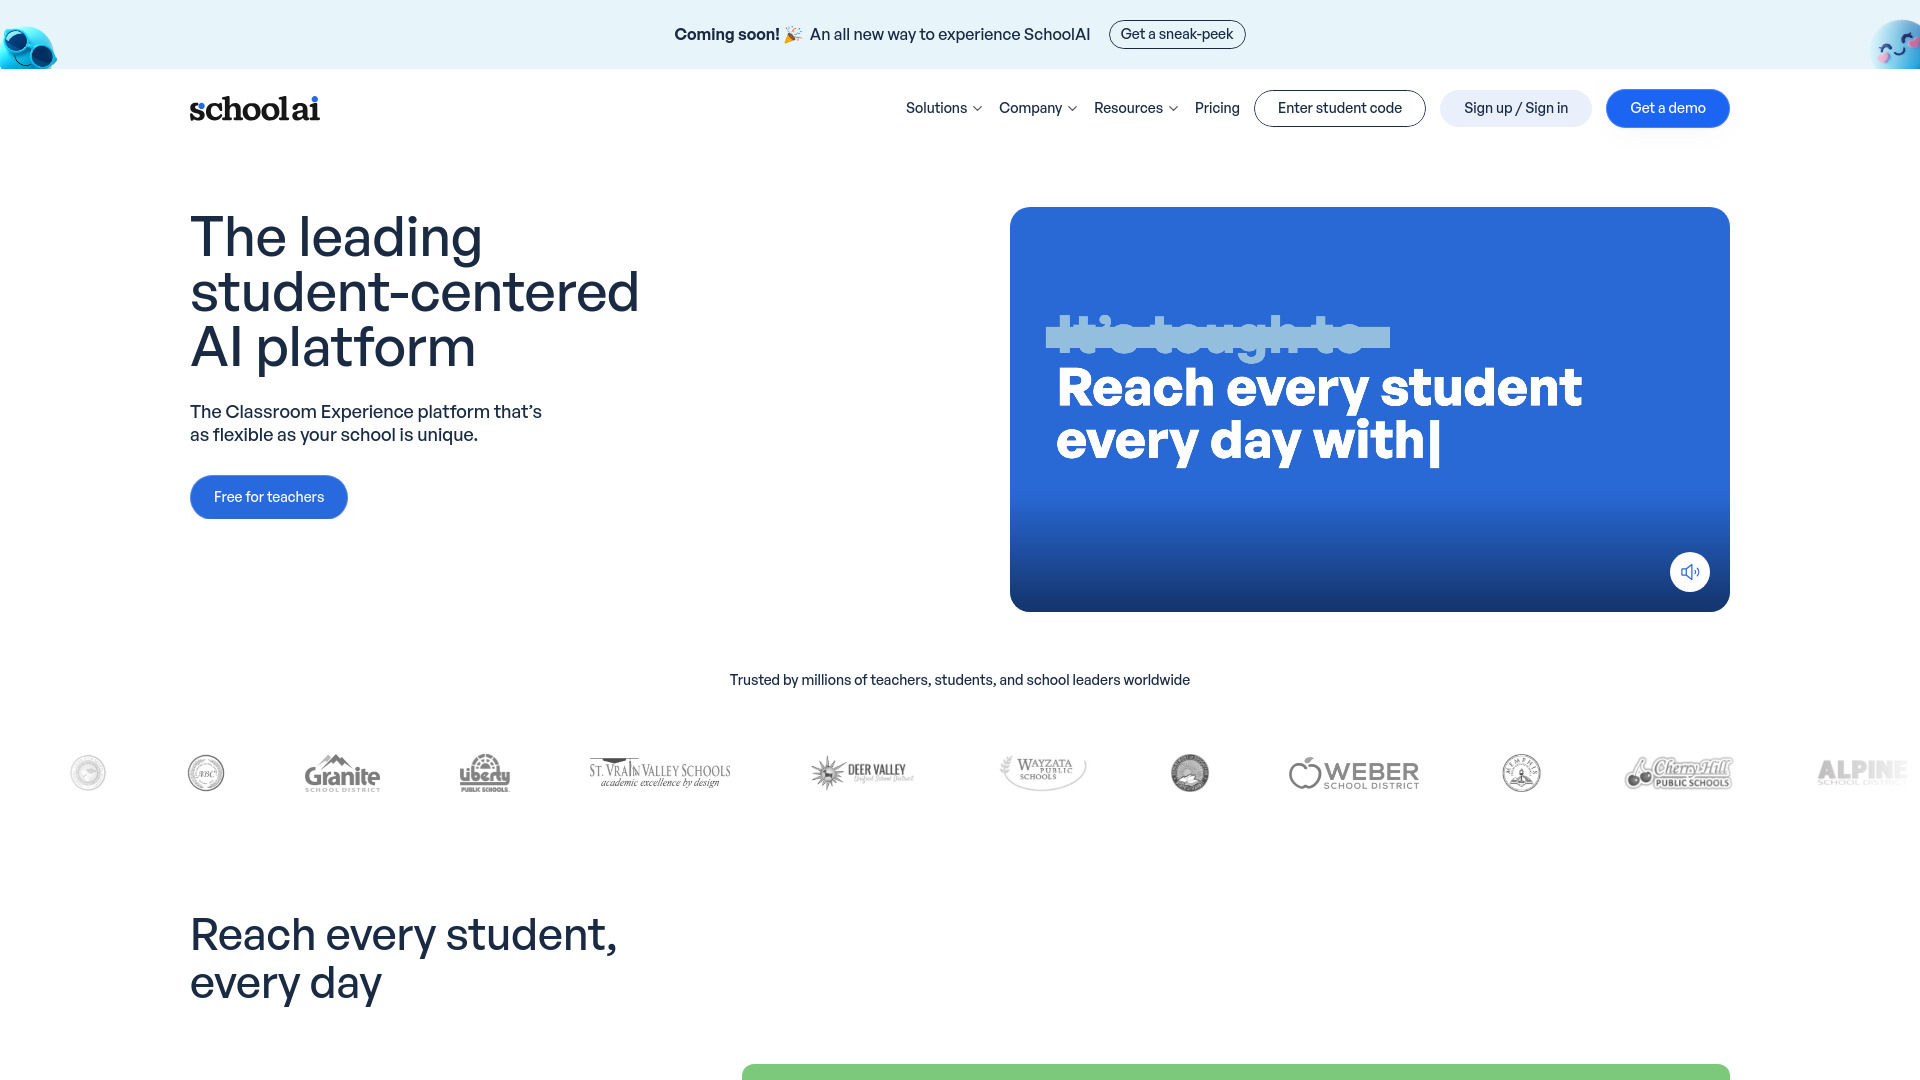 Coming soon! 🎉 An all new way to experience SchoolAI
Get a sneak-peek
schoolai
Solutions
Company
Resources
Pricing
Enter student code
Sign up / Sign in
Get a demo
The leading
student-centered
AI platform
The Classroom Experience platform that’s
as flexible as your school is unique.
Free for teachers
It’s tough to
Reach every student
every day with|
Trusted by millions of teachers, students, and school leaders worldwide
ABC
Granite
SCHOOL DISTRICT
Liberty
PUBLIC SCHOOLS.
ST. VRAIN VALLEY SCHOOLS
academic excellence by design
DEER VALLEY
Unified School District
WAYZATA
PUBLIC
SCHOOLS
WEBER
SCHOOL DISTRICT
MEMPHIS
Cherry Hill
PUBLIC SCHOOLS
ALPINE
SCHOOL DISTRICT
Reach every student,
every day